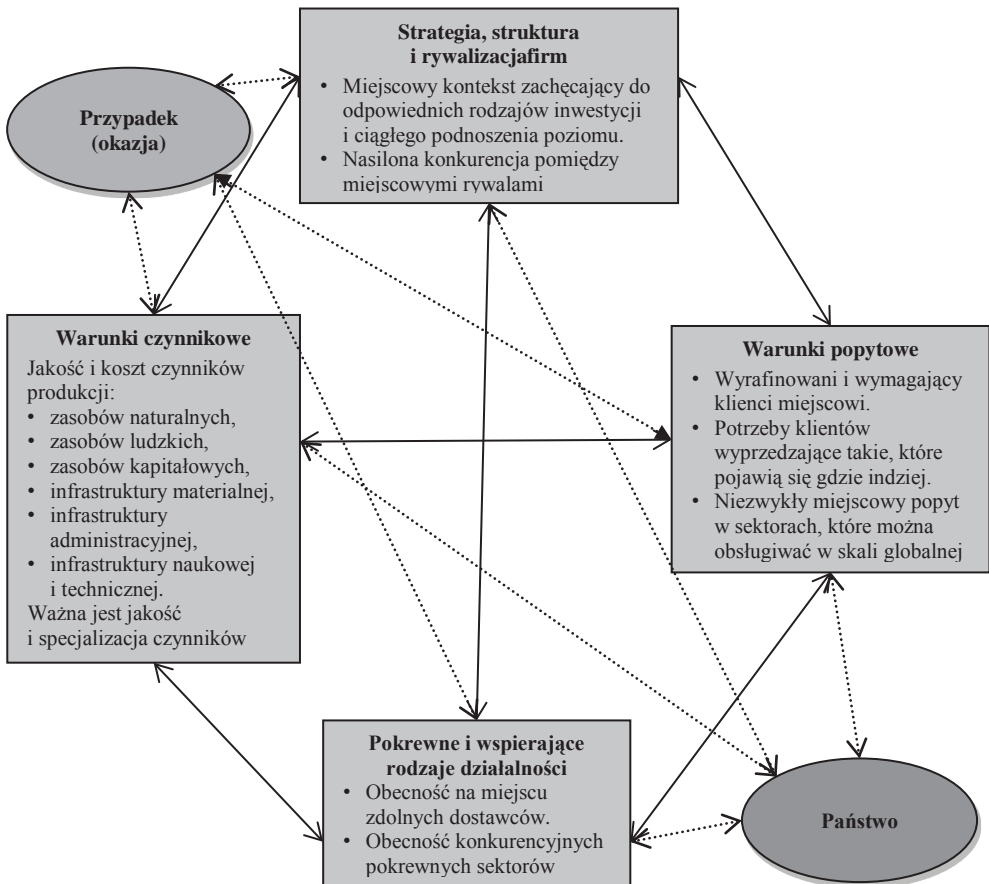 Strategia, struktura
i rywalizacjafirm
• Miejscowy kontekst zachęcający do
odpowiednich rodzajów inwestycji
i ciągłego podnoszenia poziomu.
• Nasilona konkurencja pomiędzy
miejscowymi rywalami
Przypadek
(okazja)
Warunki czynnikowe
Jakość i koszt czynników
produkcji:
• zasobów naturalnych,
• zasobów ludzkich,
• zasobów kapitałowych,
• infrastruktury materialnej,
• infrastruktury
administracyjnej,
• infrastruktury naukowej
i technicznej.
Ważna jest jakość
i specjalizacja czynników
Warunki popytowe
• Wyrafinowani i wymagający
klienci miejscowi.
• Potrzeby klientów
wyprzedzające takie, które
pojawią się gdzie indziej.
• Niezwykły miejscowy popyt
w sektorach, które można
obsługiwać w skali globalnej
Pokrewne i wspierające
rodzaje działalności
• Obecność na miejscu
zdolnych dostawców.
• Obecność konkurencyjnych
pokrewnych sektorów
Państwo